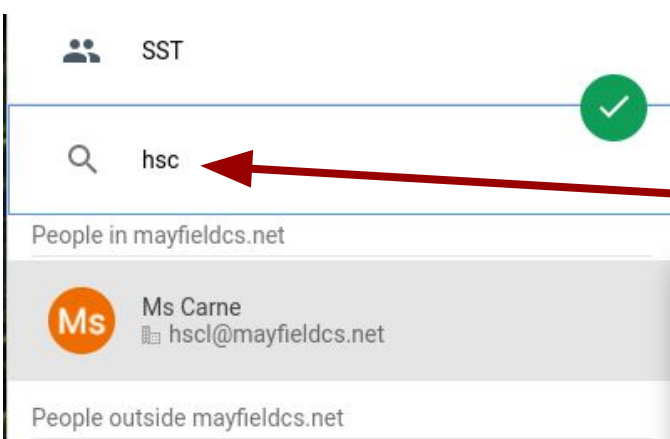 SST
hsc
People in mayfieldcs.net
Ms
Ms Carne
hscl@mayfieldcs.net
People outside mayfieldcs.net